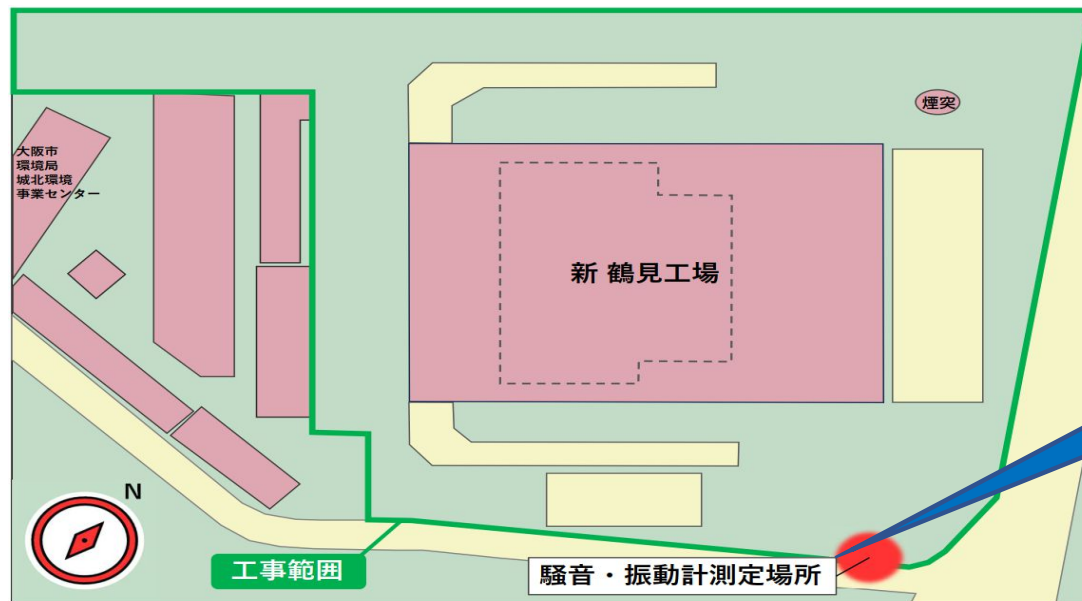 煙突
大阪市
環境局
城北環境
事業センター
新 鶴見工場
N
工事範囲
騒音・振動計測定場所